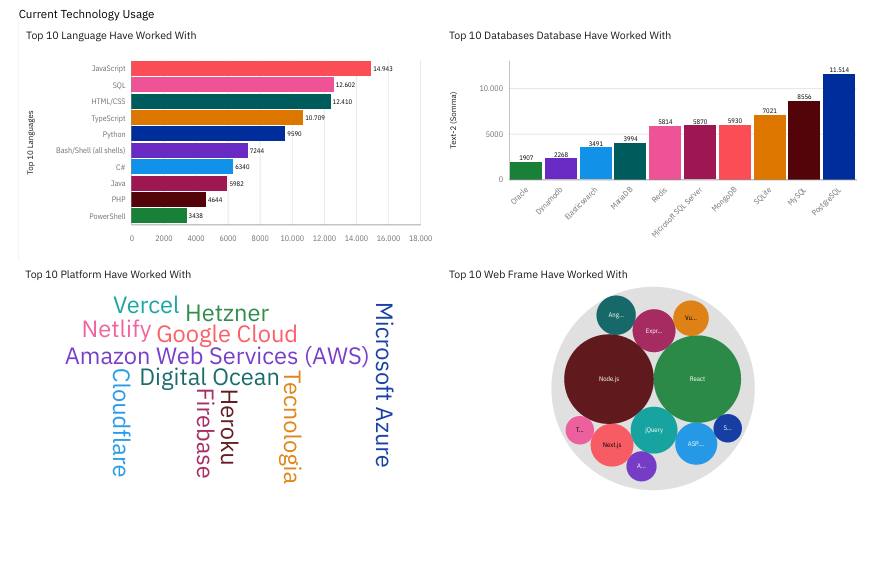 Current Technology Usage
Top 10 Language Have Worked With
Top 10 Languages
JavaScript 14.943
SQL 12.602
HTML/CSS 12.410
TypeScript 10.709
Python 9590
Bash/Shell (all shells) 7244
C# 6340
Java 5982
PHP 4644
PowerShell 3438
0 2000 4000 6000 8000 10.000 12.000 14.000 16.000 18.000
Top 10 Databases Database Have Worked With
Text-2 (Somma)
10.000
5000
0
1907 2268 3491 3994 5814 5870 5930 7021 8556 11.514
Oracle Dynamodb Elasticsearch MariaDB Redis Microsoft SQL Server MongoDB SQLite MySQL PostgreSQL
Top 10 Platform Have Worked With
Vercel
Hetzner
Netlify
Google Cloud
Amazon Web Services (AWS)
Digital Ocean
Cloudflare
Firebase
Heroku
Tecnologia
Microsoft Azure
Top 10 Web Frame Have Worked With
Ang...
Expr...
Vu...
Node.js
React
T...
Next.js
jQuery
ASP....
S...
A...